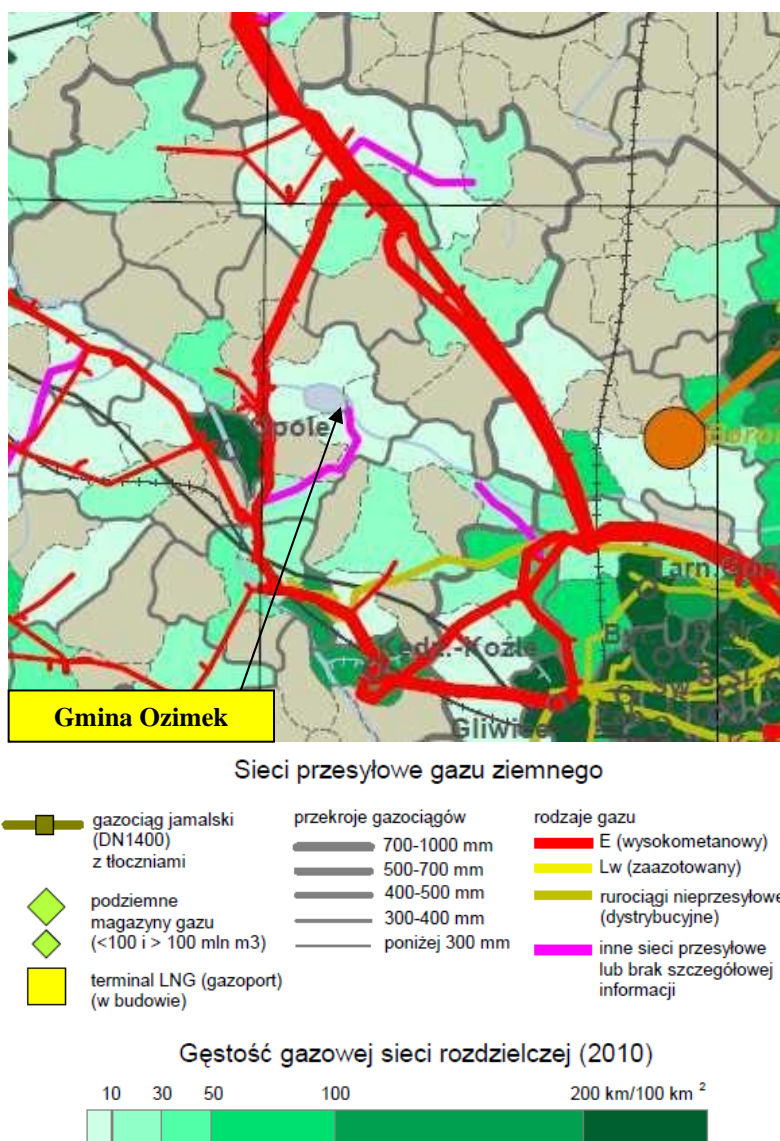 Opole
Boron
Tarn.
Kędz.-Koźle
Gliwice
Gmina Ozimek
Sieci przesyłowe gazu ziemnego
gazociąg jamalski
(DN1400)
z tłoczniami
podziemne
magazyny gazu
(<100 i > 100 mln m3)
terminal LNG (gazoport)
(w budowie)
przekroje gazociągów
700-1000 mm
500-700 mm
400-500 mm
300-400 mm
poniżej 300 mm
rodzaje gazu
E (wysokometanowy)
Lw (zaazotowany)
rurociągi nieprzesyłowe
(dystrybucyjne)
inne sieci przesyłowe
lub brak szczegółowej
informacji
Gęstość gazowej sieci rozdzielczej (2010)
10 30 50 100 200 km/100 km ²